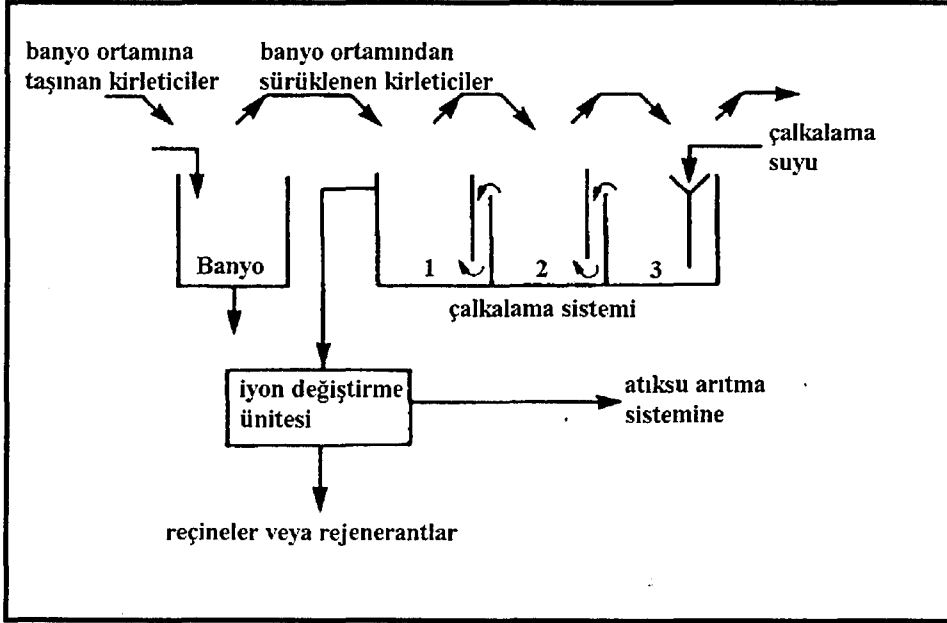 banyo ortamına
taşınan kirleticiler
banyo ortamından
sürüklenen kirleticiler
çalkalama
suyu
Banyo
1
2
3
çalkalama sistemi
iyon değiştirme
ünitesi
atıksu arıtma
sistemine
reçineler veya rejenerantlar